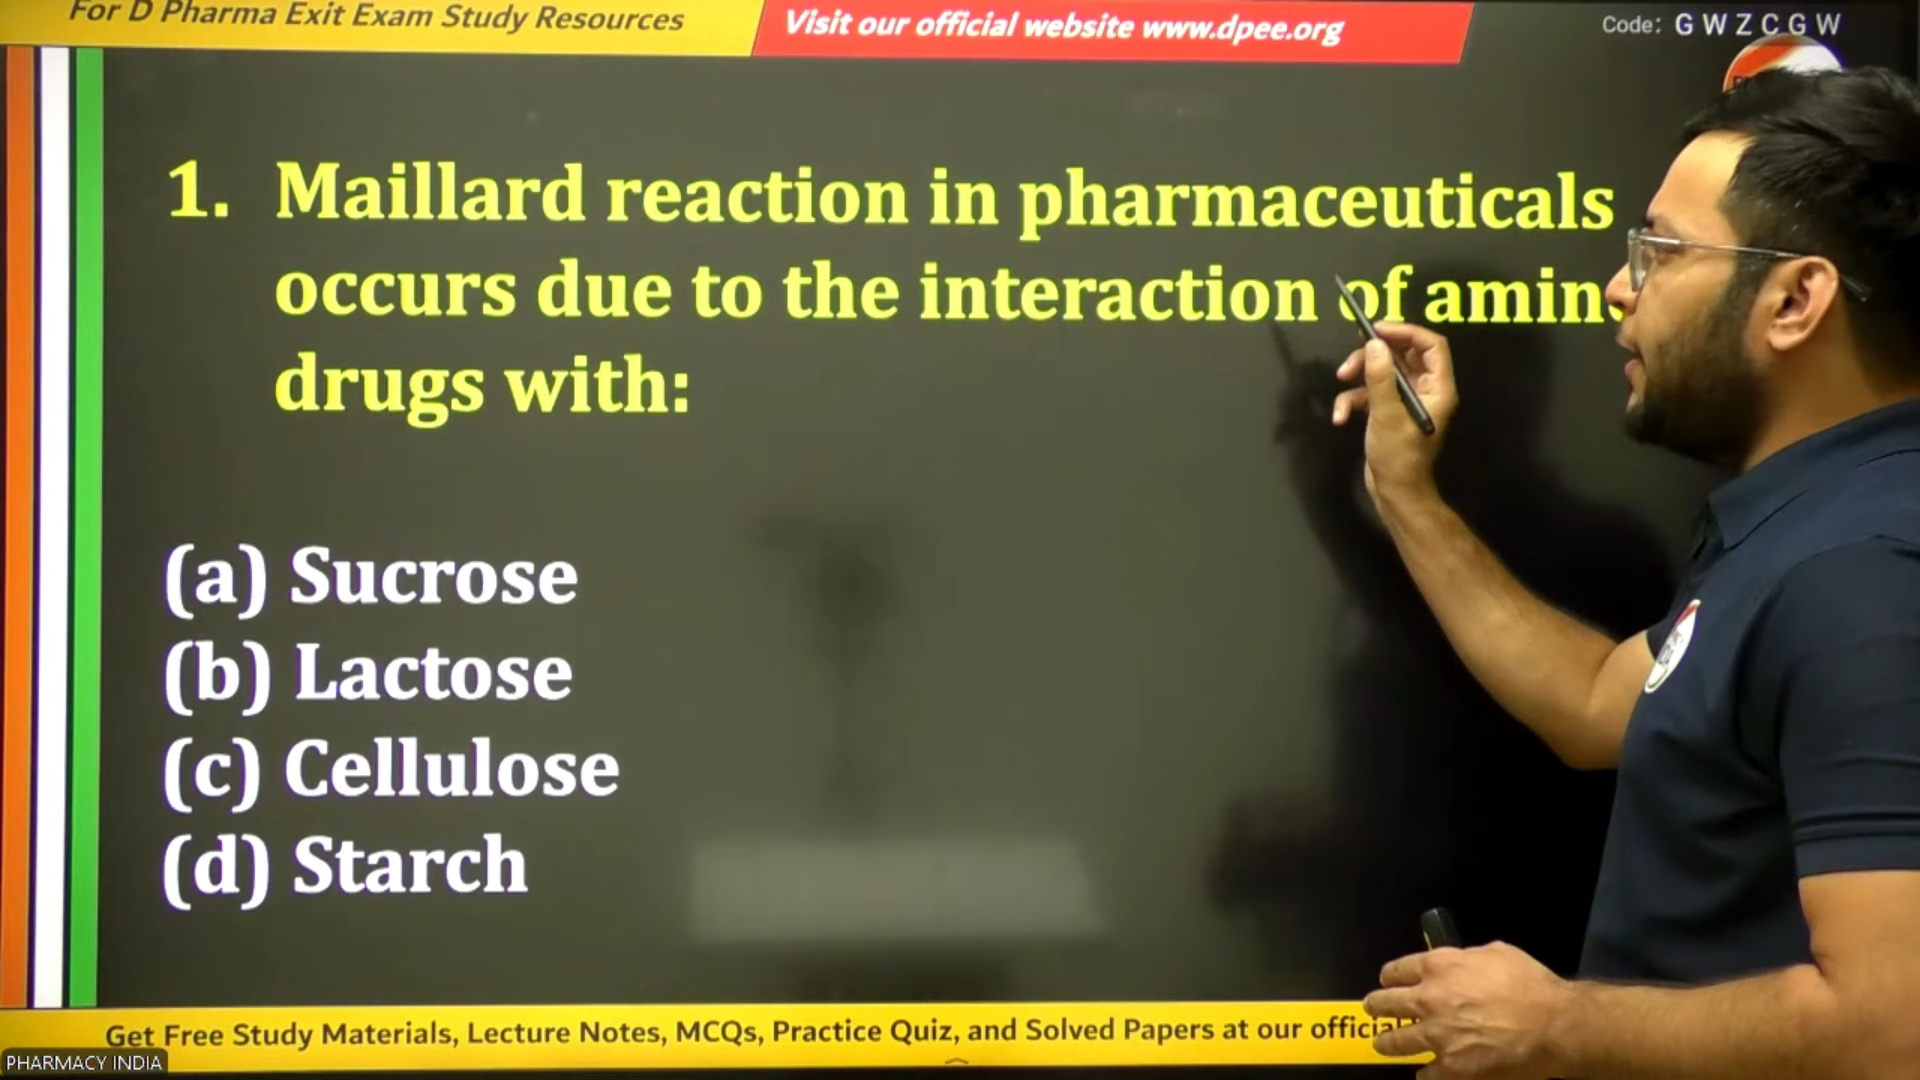 For D Pharma Exit Exam Study Resources
Visit our official website www.dpee.org
Code: G W Z C G W
1. Maillard reaction in pharmaceuticals
occurs due to the interaction of
drugs with:
(a) Sucrose
(b) Lactose
(c) Cellulose
(d) Starch
Get Free Study Materials, Lecture Notes, MCQs, Practice Quiz, and Solved Papers at our
PHARMACY INDIA